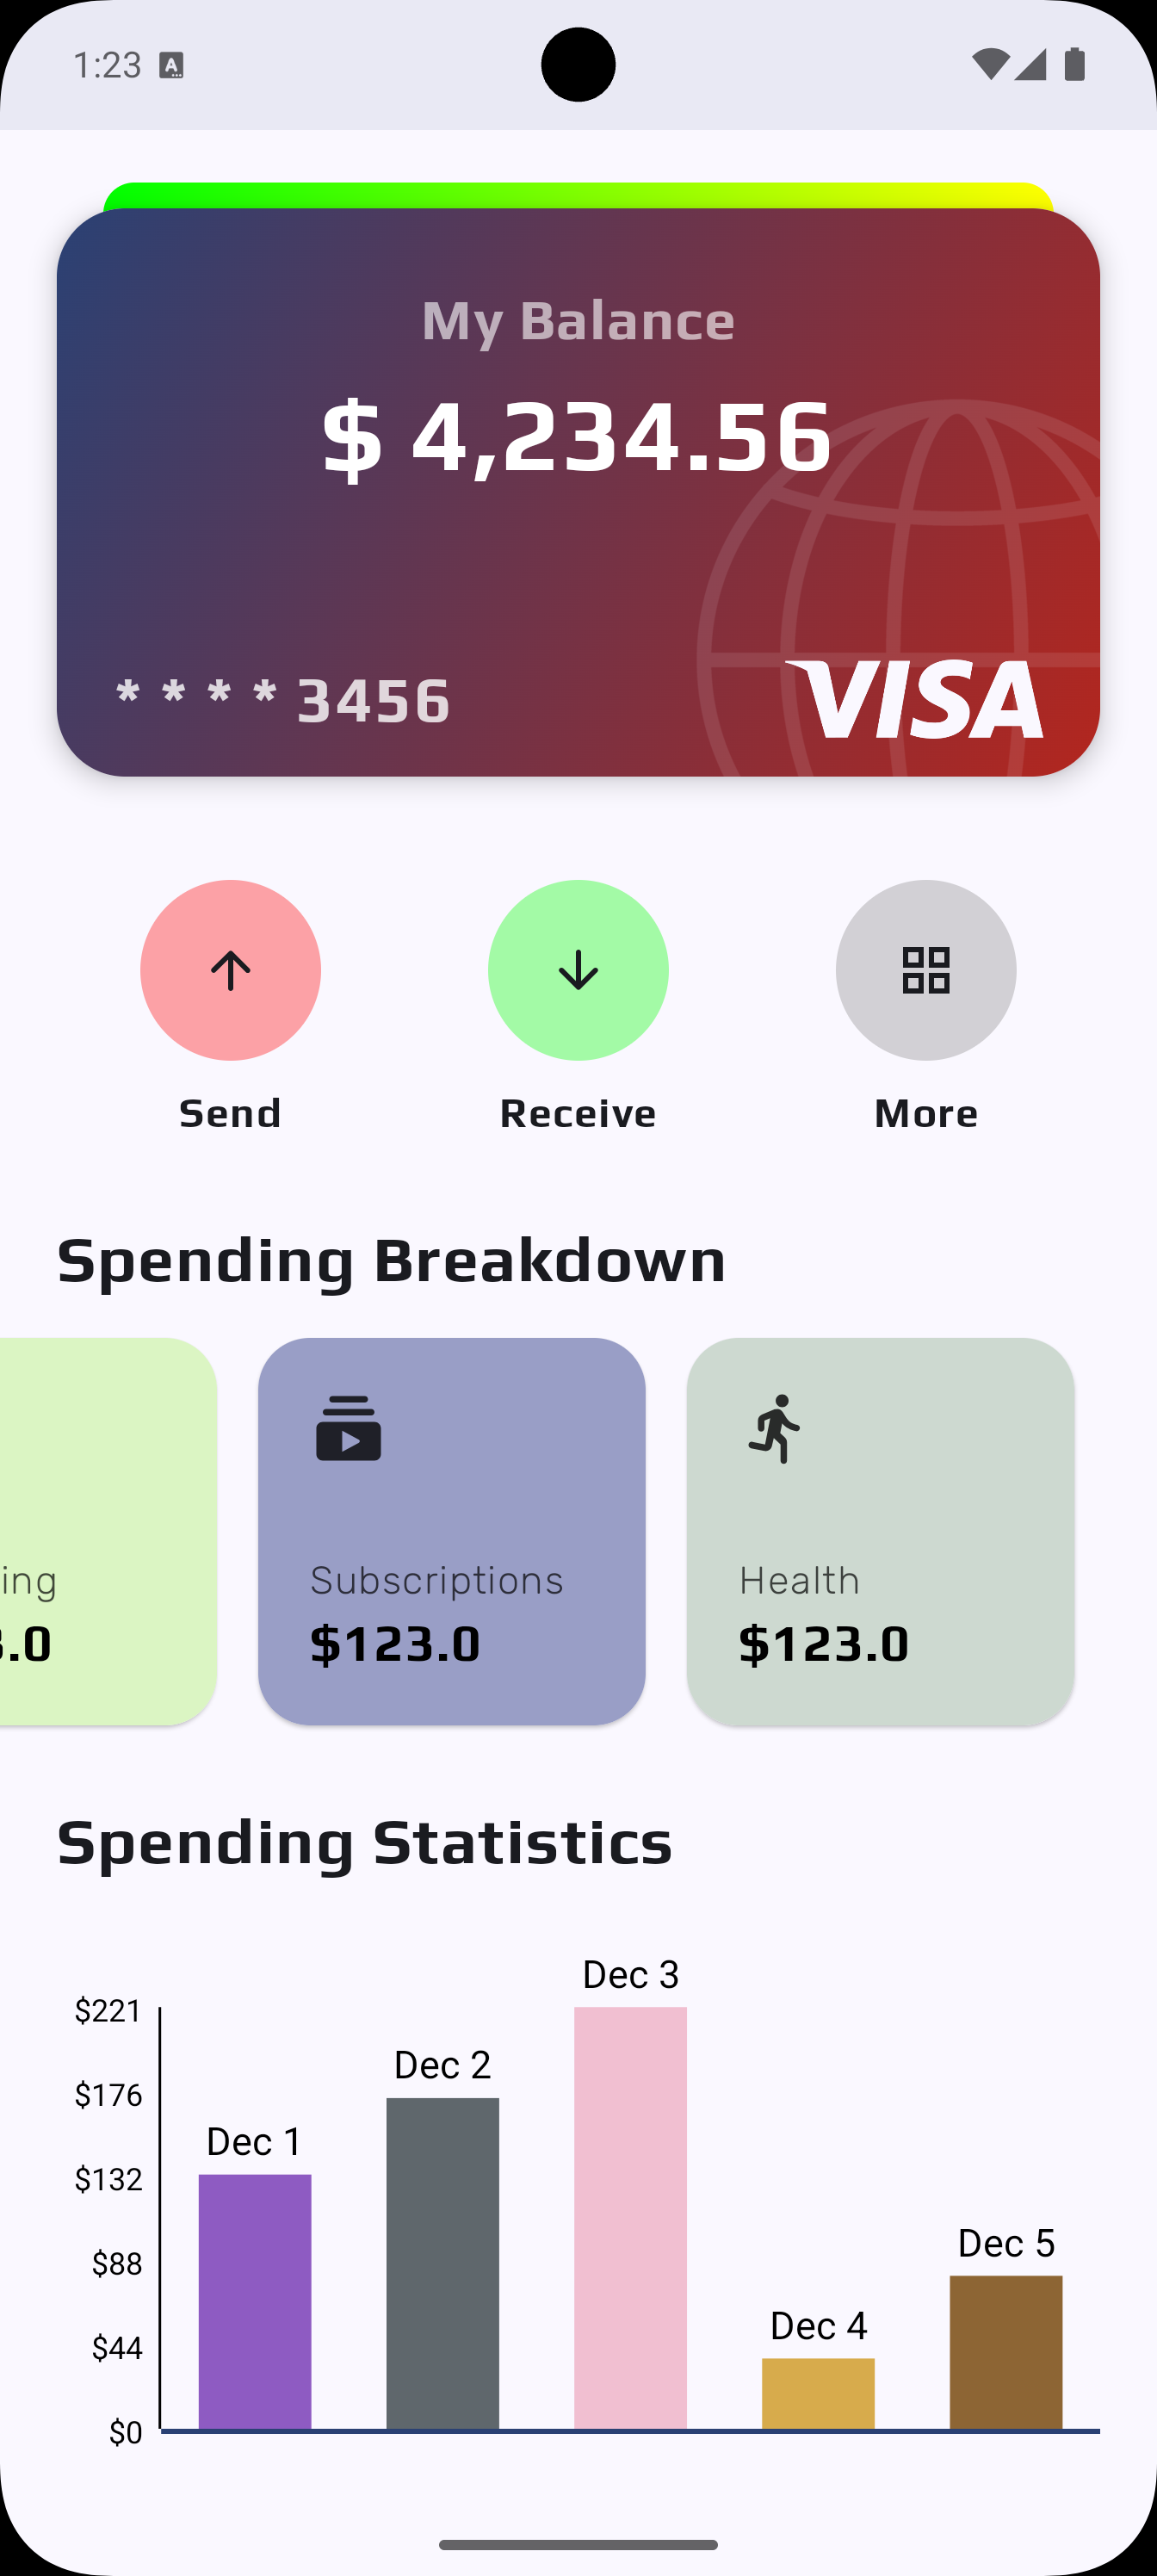 1:23
My Balance
$ 4,234.56
* * * * 3456
VISA
Send
Receive
More
Spending Breakdown
ing
Subscriptions
Health
.0
$123.0
$123.0
Spending Statistics
Dec 3
$221
Dec 2
$176
Dec 1
$132
Dec 5
$88
Dec 4
$44
$0